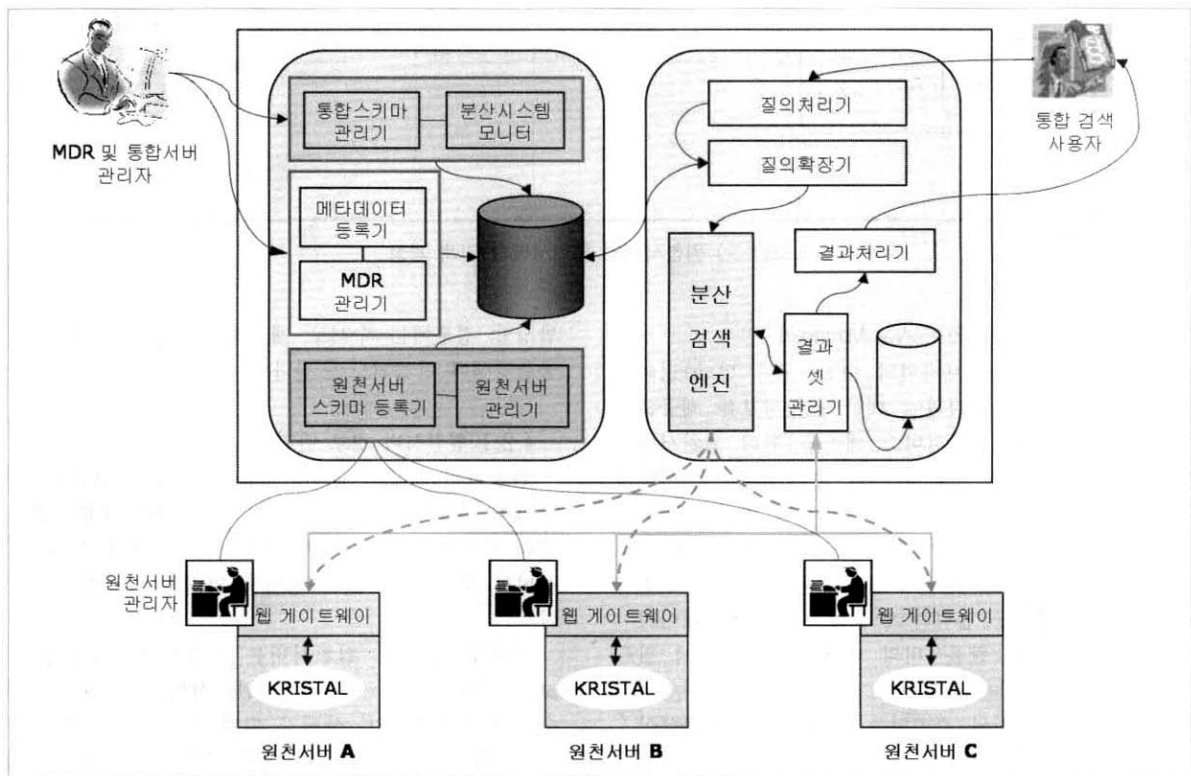 MDR 및 통합서버
관리자
통합스키마
관리기
분산시스템
모니터
메타데이터
등록기
MDR
관리기
원천서버
스키마 등록기
원천서버
관리기
질의처리기
질의확장기
분산
검색
엔진
결과처리기
결과
셋
관리기
통합 검색
사용자
원천서버
관리자
웹 게이트웨이
KRISTAL
원천서버 A
웹 게이트웨이
KRISTAL
원천서버 B
웹 게이트웨이
KRISTAL
원천서버 C